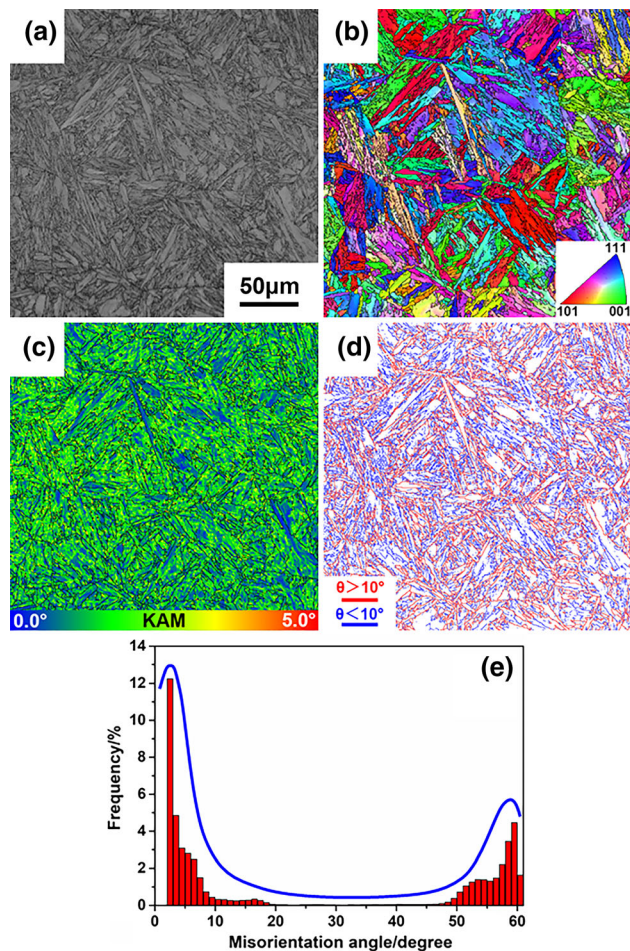 (a)
50μm
(b)
111
101
001
(c)
0.0° KAM 5.0°
(d)
θ＞10°
θ＜10°
(e)
Frequency/%
14
12
10
8
6
4
2
0
0 10 20 30 40 50 60
Misorientation angle/degree